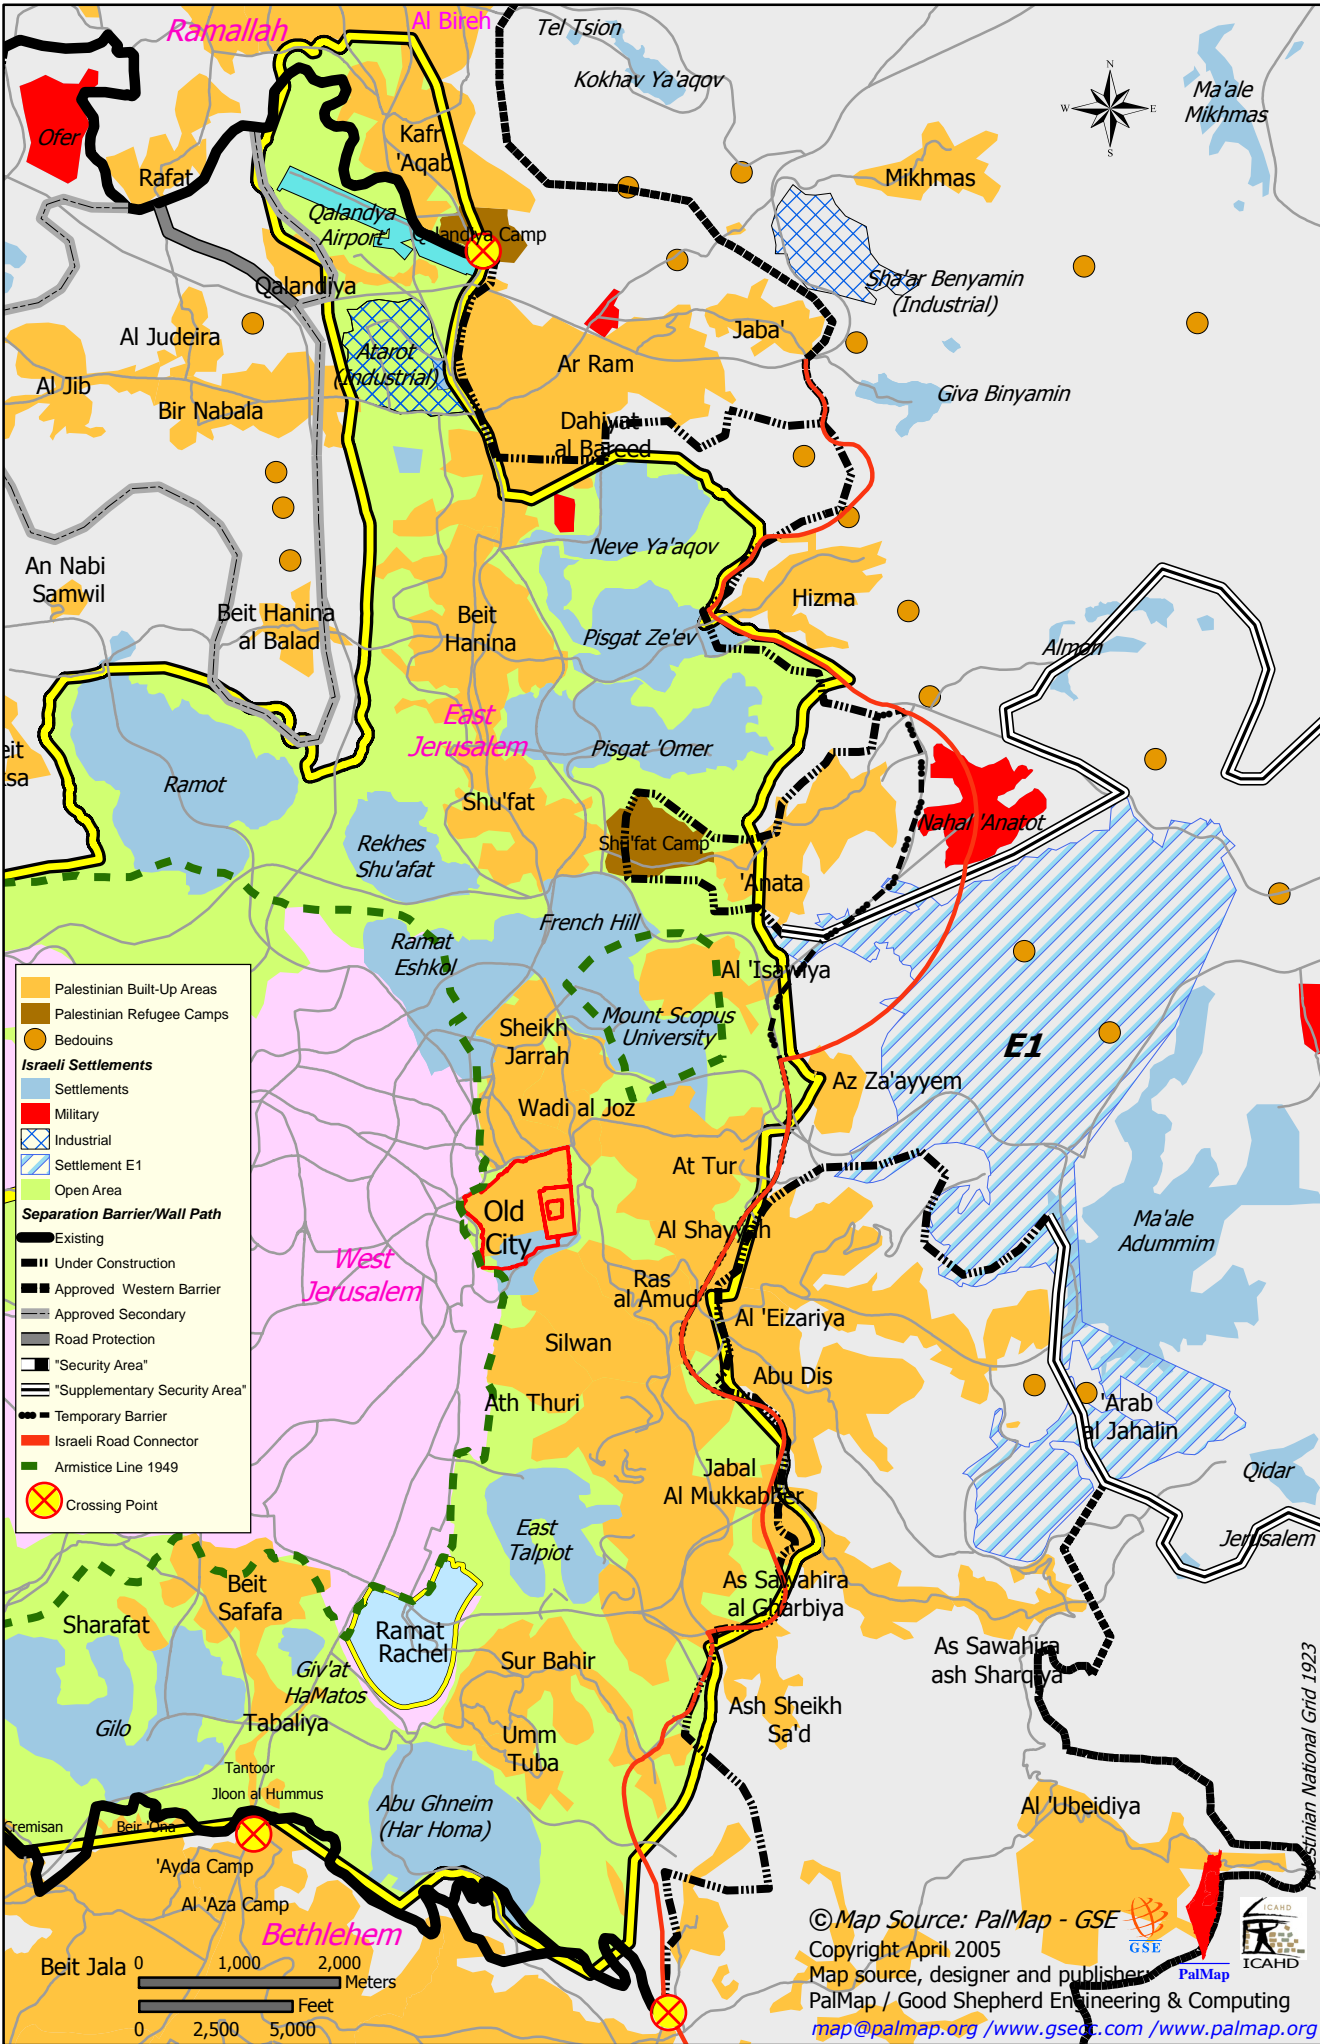 Ramallah
Al Bireh
Tel Tsion
Kokhav Ya'aqov
N
W
E
S
Ma'ale
Mikhmas
Ofer
Kafr
'Aqab
Rafat
Mikhmas
Qalandya
Airport
Qalandya Camp
Qalandiya
Sha'ar Benyamin
(Industrial)
Al Judeira
Jaba'
Atarot
(Industrial)
Ar Ram
Al Jib
Giva Binyamin
Bir Nabala
Dahiyat
al Bareed
Neve Ya'aqov
An Nabi
Samwil
Hizma
Beit Hanina
al Balad
Beit
Hanina
Pisgat Ze'ev
Almon
East
Jerusalem
Pisgat 'Omer
eit
sa
Ramot
Shu'fat
Nahal 'Anatot
Rekhes
Shu'afat
Shu'fat Camp
'Anata
French Hill
Ramat
Eshkol
Al 'Isawiya
Sheikh
Jarrah
Mount Scopus
University
E1
Az Za'ayyem
Wadi al Joz
At Tur
Old
City
Al Shayyah
Ma'ale
Adummim
West
Jerusalem
Ras
al Amud
Al 'Eizariya
Silwan
Abu Dis
Ath Thuri
'Arab
al Jahalin
Jabal
Al Mukkabber
Qidar
East
Talpiot
Jerusalem
Beit
Safafa
As Sawahira
al Gharbiya
Sharafat
Ramat
Rachel
As Sawahira
ash Sharqiya
Sur Bahir
Giv'at
HaMatos
Gilo
Tabaliya
Ash Sheikh
Sa'd
Umm
Tuba
Tantoor
Jloon al Hummus
Abu Ghneim
(Har Homa)
Al 'Ubeidiya
Cremisan
Beir 'Ona
'Ayda Camp
Al 'Aza Camp
Bethlehem
Beit Jala
Palestinian Built-Up Areas
Palestinian Refugee Camps
Bedouins
Israeli Settlements
Settlements
Military
Industrial
Settlement E1
Open Area
Separation Barrier/Wall Path
Existing
Under Construction
Approved Western Barrier
Approved Secondary
Road Protection
"Security Area"
"Supplementary Security Area"
Temporary Barrier
Israeli Road Connector
Armistice Line 1949
Crossing Point
0 1,000 2,000
Meters
Feet
0 2,500 5,000
Palestinian National Grid 1923
© Map Source: PalMap - GSE
Copyright April 2005
Map source, designer and publisher:
PalMap / Good Shepherd Engineering & Computing
map@palmap.org /www.gsecc.com /www.palmap.org
GSE
PalMap
ICAHD
ICAHD